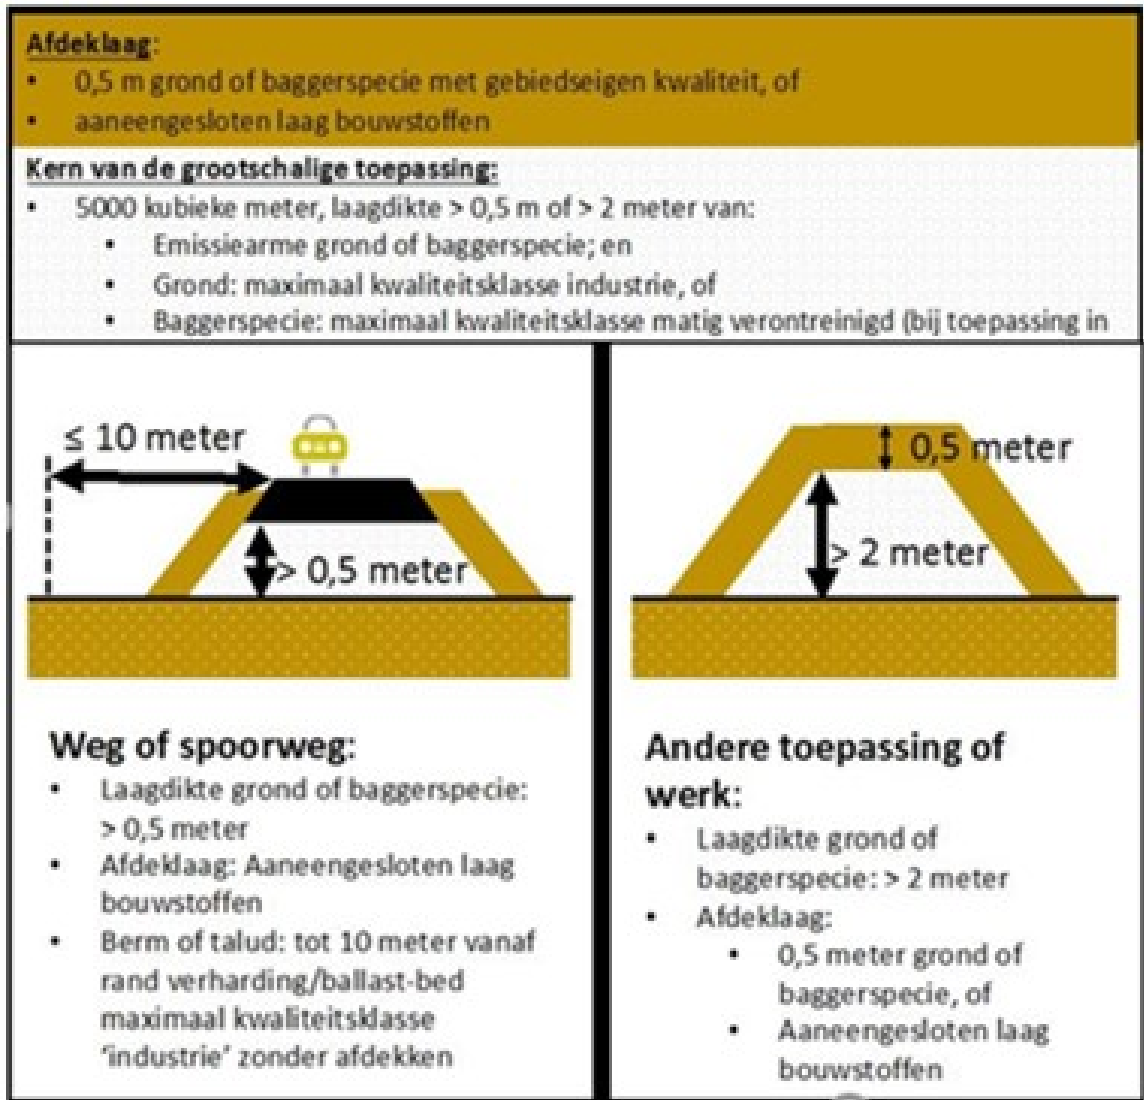 Afdeklaag:
• 0,5 m grond of baggerspecie met gebiedseigen kwaliteit, of
• aaneengesloten laag bouwstoffen
Kern van de grootschalige toepassing:
• 5000 kubieke meter, laagdikte > 0,5 m of > 2 meter van:
• Emissiearme grond of baggerspecie; en
• Grond: maximaal kwaliteitsklasse industrie, of
• Baggerspecie: maximaal kwaliteitsklasse matig verontreinigd (bij toepassing in
≤ 10 meter
> 0,5 meter
Weg of spoorweg:
• Laagdikte grond of baggerspecie:
> 0,5 meter
• Afdeklaag: Aaneengesloten laag
bouwstoffen
• Berm of talud: tot 10 meter vanaf
rand verharding/ballast-bed
maximaal kwaliteitsklasse
'industrie' zonder afdekken
0,5 meter
> 2 meter
Andere toepassing of
werk:
• Laagdikte grond of
baggerspecie: > 2 meter
• Afdeklaag:
• 0,5 meter grond of
baggerspecie, of
• Aaneengesloten laag
bouwstoffen